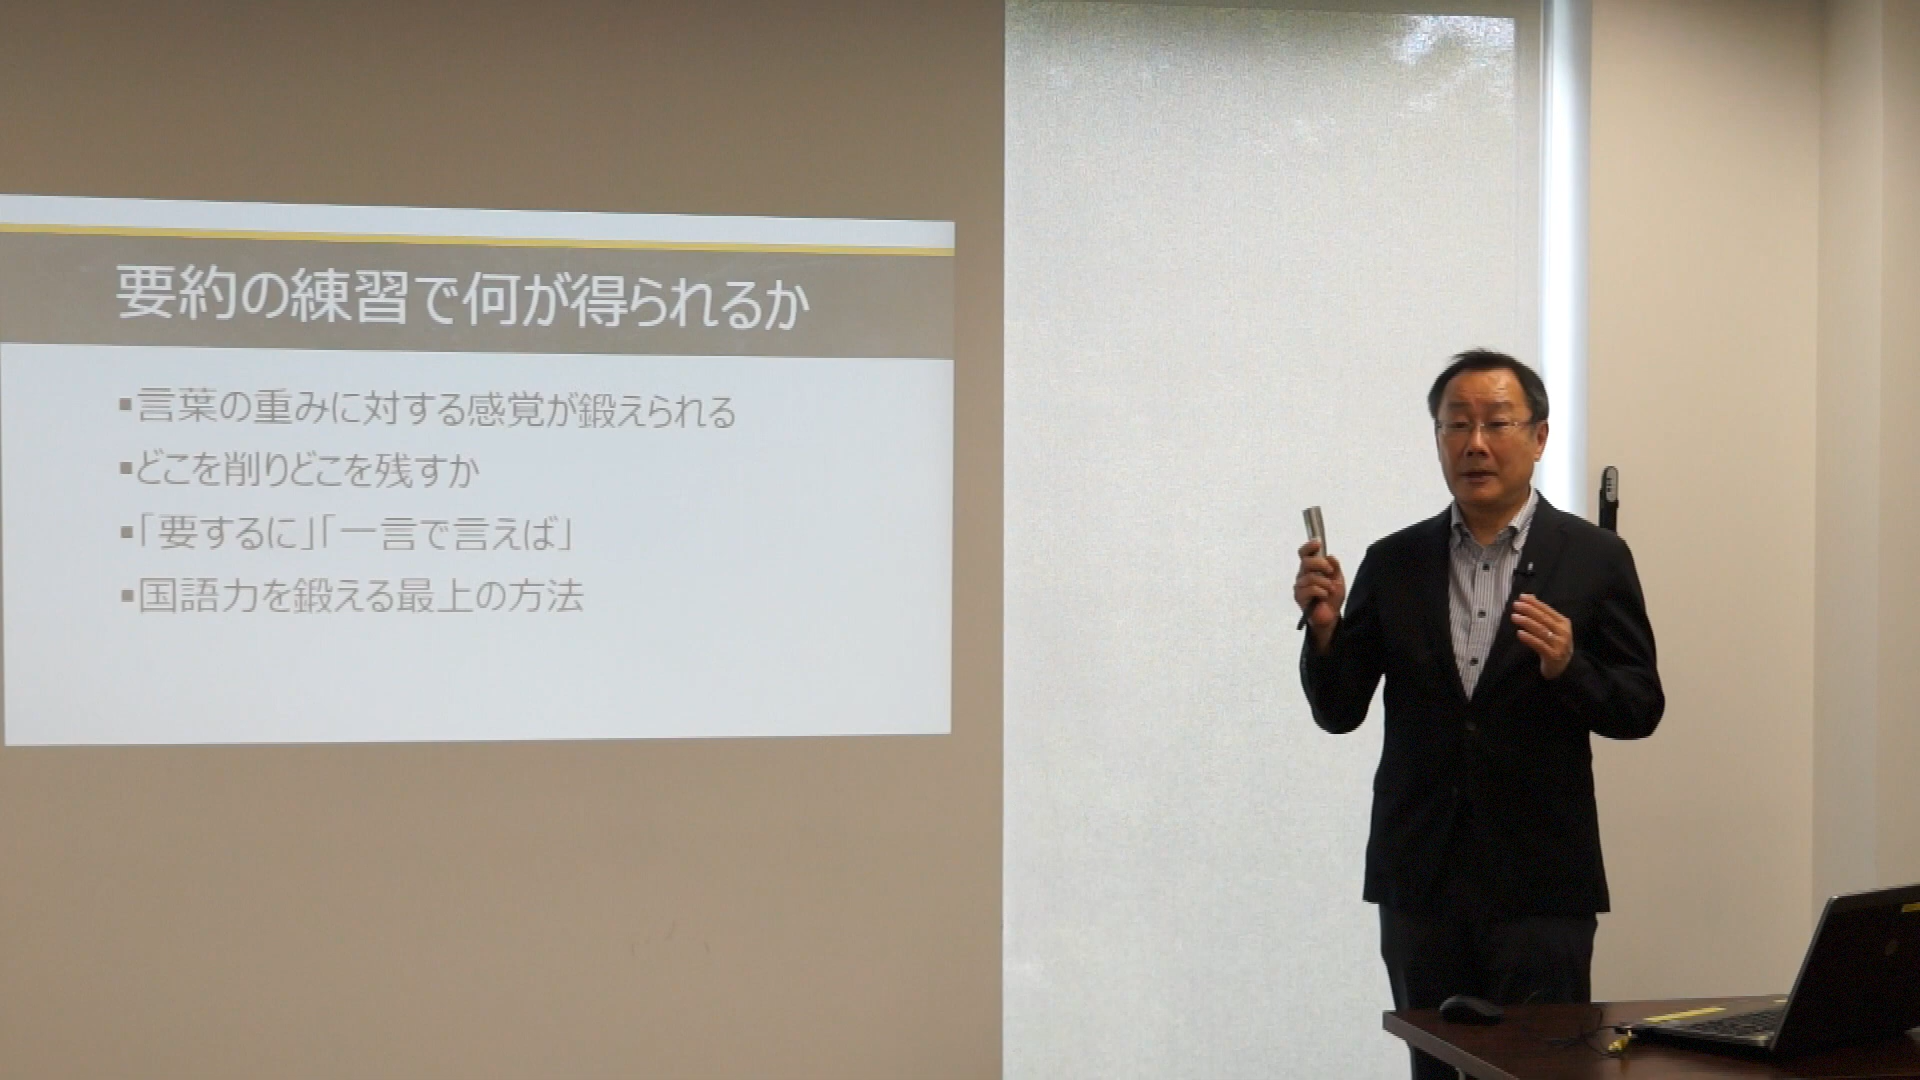 要約の練習で何が得られるか
▪言葉の重みに対する感覚が鍛えられる
▪どこを削りどこを残すか
▪「要するに」「一言で言えば」
▪国語力を鍛える最上の方法